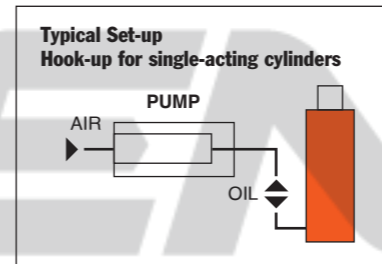 Typical Set-up
Hook-up for single-acting cylinders
PUMP
AIR
OIL